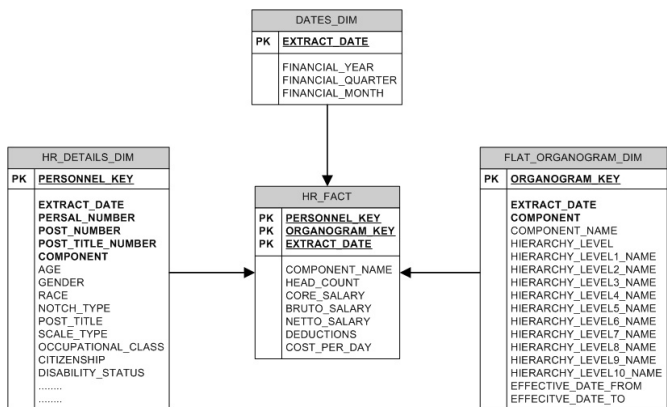 DATES_DIM
PK EXTRACT_DATE
FINANCIAL_YEAR
FINANCIAL_QUARTER
FINANCIAL_MONTH
HR_DETAILS_DIM
PK PERSONNEL_KEY
EXTRACT_DATE
PERSAL_NUMBER
POST_NUMBER
POST_TITLE_NUMBER
COMPONENT
AGE
GENDER
RACE
NOTCH_TYPE
POST_TITLE
SCALE_TYPE
OCCUPATIONAL_CLASS
CITIZENSHIP
DISABILITY_STATUS
........
........
HR_FACT
PK PERSONNEL_KEY
PK ORGANOGRAM_KEY
PK EXTRACT_DATE
COMPONENT_NAME
HEAD_COUNT
CORE_SALARY
BRUTO_SALARY
NETTO_SALARY
DEDUCTIONS
COST_PER_DAY
FLAT_ORGANOGRAM_DIM
PK ORGANOGRAM_KEY
EXTRACT_DATE
COMPONENT
COMPONENT_NAME
HIERARCHY_LEVEL
HIERARCHY_LEVEL1_NAME
HIERARCHY_LEVEL2_NAME
HIERARCHY_LEVEL3_NAME
HIERARCHY_LEVEL4_NAME
HIERARCHY_LEVEL5_NAME
HIERARCHY_LEVEL6_NAME
HIERARCHY_LEVEL7_NAME
HIERARCHY_LEVEL8_NAME
HIERARCHY_LEVEL9_NAME
HIERARCHY_LEVEL10_NAME
EFFECTIVE_DATE_FROM
EFFECITVE_DATE_TO